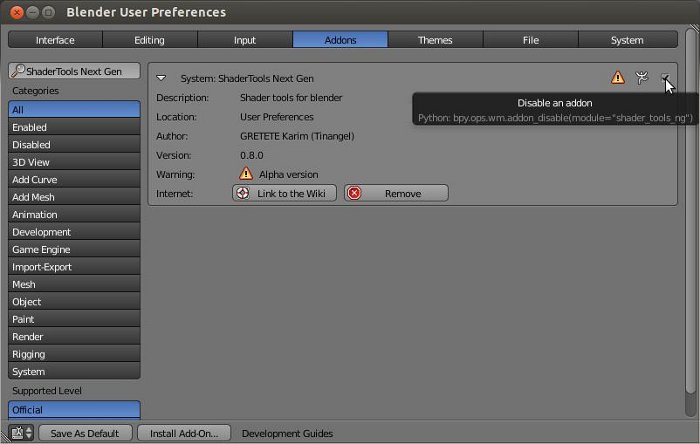 Blender User Preferences
Interface Editing Input Addons Themes File System
ShaderTools Next Gen
System: ShaderTools Next Gen
Categories
Description: Shader tools for blender
Disable an addon
Python: bpy.ops.wm.addon_disable(module="shader_tools_ng")
All
Location: User Preferences
Enabled
Author: GRETETE Karim (Tinangel)
Disabled
Version: 0.8.0
3D View
Warning: Alpha version
Add Curve
Internet: Link to the Wiki Remove
Add Mesh
Animation
Development
Game Engine
Import-Export
Mesh
Object
Paint
Render
Rigging
System
Supported Level
Official
Save As Default Install Add-On... Development Guides